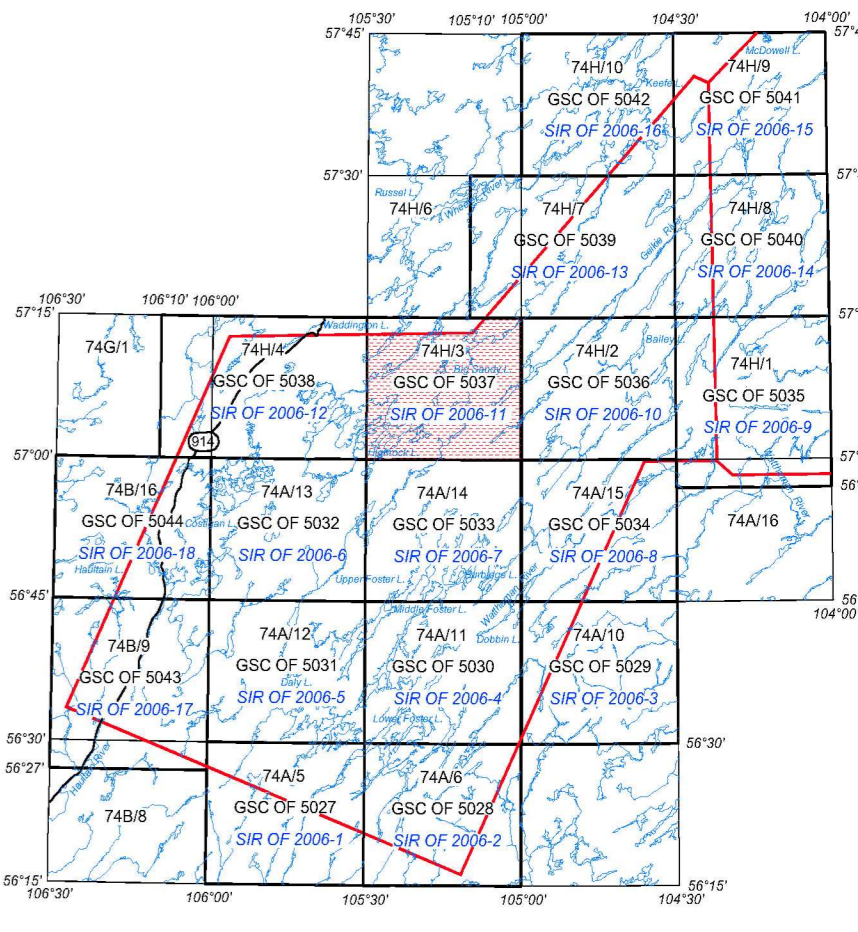 105°30' 105°10' 105°00' 104°30' 104°00'
57°45'
McDowell L.
74H/10 74H/9
Keefe L.
GSC OF 5042 GSC OF 5041
SIR OF 2006-16 SIR OF 2006-15
57°30'
Russel L.
Wheeler River
74H/6 74H/7 74H/8
Geikie River
GSC OF 5039 GSC OF 5040
SIR OF 2006-13 SIR OF 2006-14
106°30' 106°10' 106°00'
57°15'
Waddington L.
Bailey L.
74G/1 74H/4 74H/3 74H/2 74H/1
Big Sandy L.
GSC OF 5038 GSC OF 5037 GSC OF 5036 GSC OF 5035
SIR OF 2006-12 SIR OF 2006-11 SIR OF 2006-10 SIR OF 2006-9
914
57°00'
74B/16 74A/13 74A/14 74A/15 74A/16
GSC OF 5044 GSC OF 5032 GSC OF 5033 GSC OF 5034
SIR OF 2006-18 SIR OF 2006-6 SIR OF 2006-7 SIR OF 2006-8
Haultain L.
Upper Foster L.
56°45'
104°00'
Middle Foster L.
74B/9 74A/12 74A/11 74A/10
Dobbin L.
GSC OF 5043 GSC OF 5031 GSC OF 5030 GSC OF 5029
Daly L.
SIR OF 2006-17 SIR OF 2006-5 SIR OF 2006-4 SIR OF 2006-3
Lower Foster L.
56°30' 56°30'
Haultain River
56°27'
74A/5 74A/6
74B/8 GSC OF 5027 GSC OF 5028
SIR OF 2006-1 SIR OF 2006-2
56°15' 56°15'
106°30' 106°00' 105°30' 105°00' 104°30'